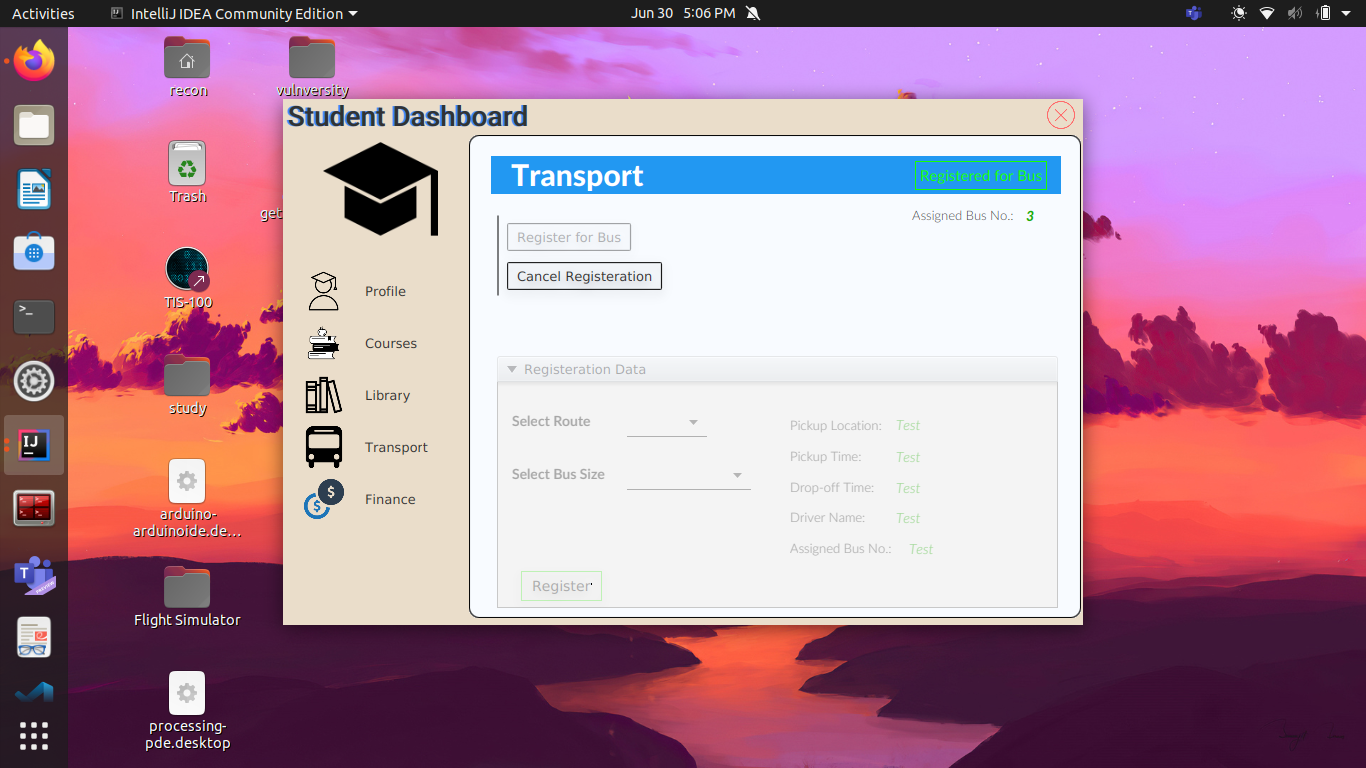 Activities
IntelliJ IDEA Community Edition
Jun 30 5:06 PM
recon
vulnversity
Trash
get
TIS-100
study
arduino-
arduinoide.de...
Flight Simulator
processing-
pde.desktop
>_
IJ
T
PREVIEW
Student Dashboard
Profile
Courses
Library
Transport
Finance
$
$
Transport
Registered for Bus
Assigned Bus No.: 3
Register for Bus
Cancel Registeration
Registeration Data
Select Route
Select Bus Size
Register
Pickup Location: Test
Pickup Time: Test
Drop-off Time: Test
Driver Name: Test
Assigned Bus No.: Test